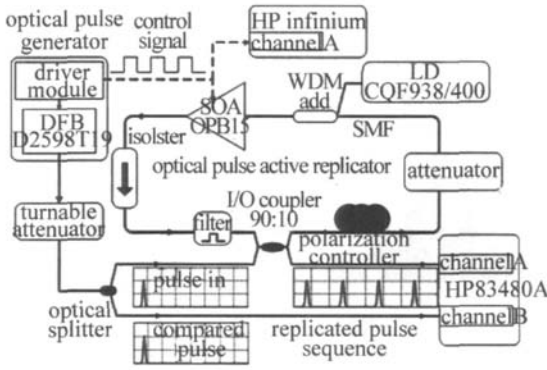 optical pulse
generator
control
signal
HP infinium
channel A
driver
module
DFB
D2598T19
SOA
OPB15
WDM
add
LD
CQF938/400
SMF
isolster
optical pulse active replicator
attenuator
turnable
attenuator
filter
I/O coupler
90:10
polarization
controller
channel A
HP83480A
channel B
pulse in
optical
splitter
compared
pulse
replicated pulse
sequence